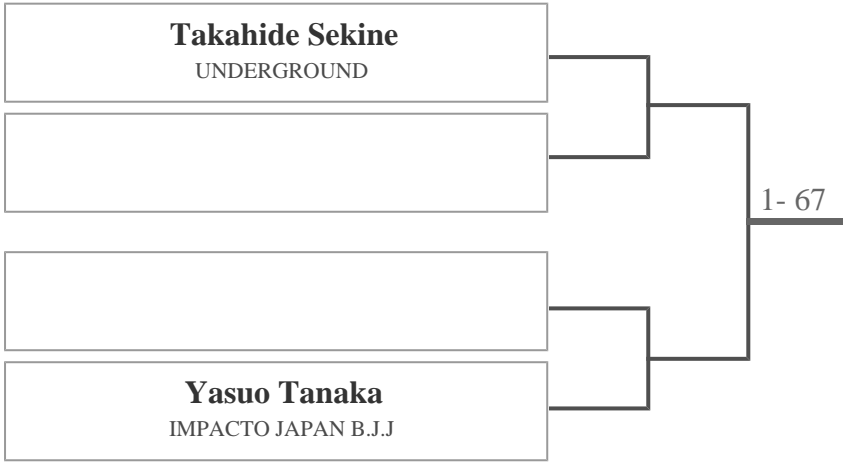 Takahide Sekine
UNDERGROUND
1- 67
Yasuo Tanaka
IMPACTO JAPAN B.J.J